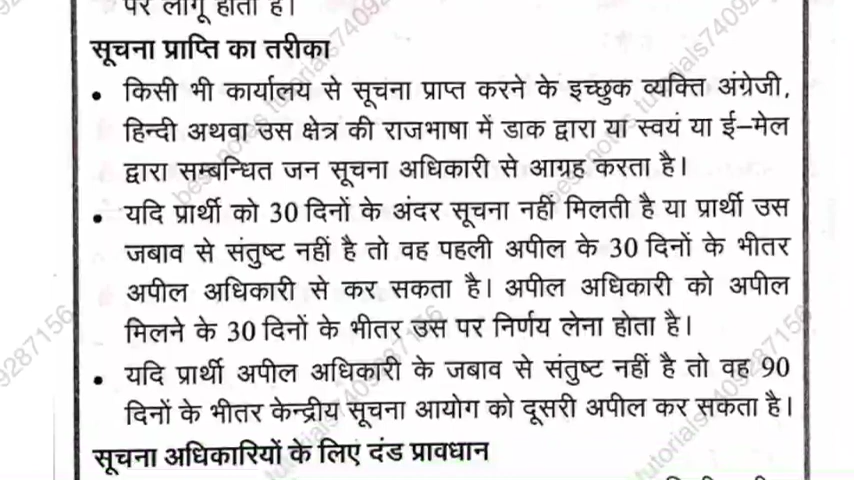 पर लागू होता है।
सूचना प्राप्ति का तरीका
• किसी भी कार्यालय से सूचना प्राप्त करने के इच्छुक व्यक्ति अंग्रेजी,
हिन्दी अथवा उस क्षेत्र की राजभाषा में डाक द्वारा या स्वयं या ई–मेल
द्वारा सम्बन्धित जन सूचना अधिकारी से आग्रह करता है।
• यदि प्रार्थी को 30 दिनों के अंदर सूचना नहीं मिलती है या प्रार्थी उस
जबाव से संतुष्ट नहीं है तो वह पहली अपील के 30 दिनों के भीतर
अपील अधिकारी से कर सकता है। अपील अधिकारी को अपील
मिलने के 30 दिनों के भीतर उस पर निर्णय लेना होता है।
• यदि प्रार्थी अपील अधिकारी के जबाव से संतुष्ट नहीं है तो वह 90
दिनों के भीतर केन्द्रीय सूचना आयोग को दूसरी अपील कर सकता है।
सूचना अधिकारियों के लिए दंड प्रावधान